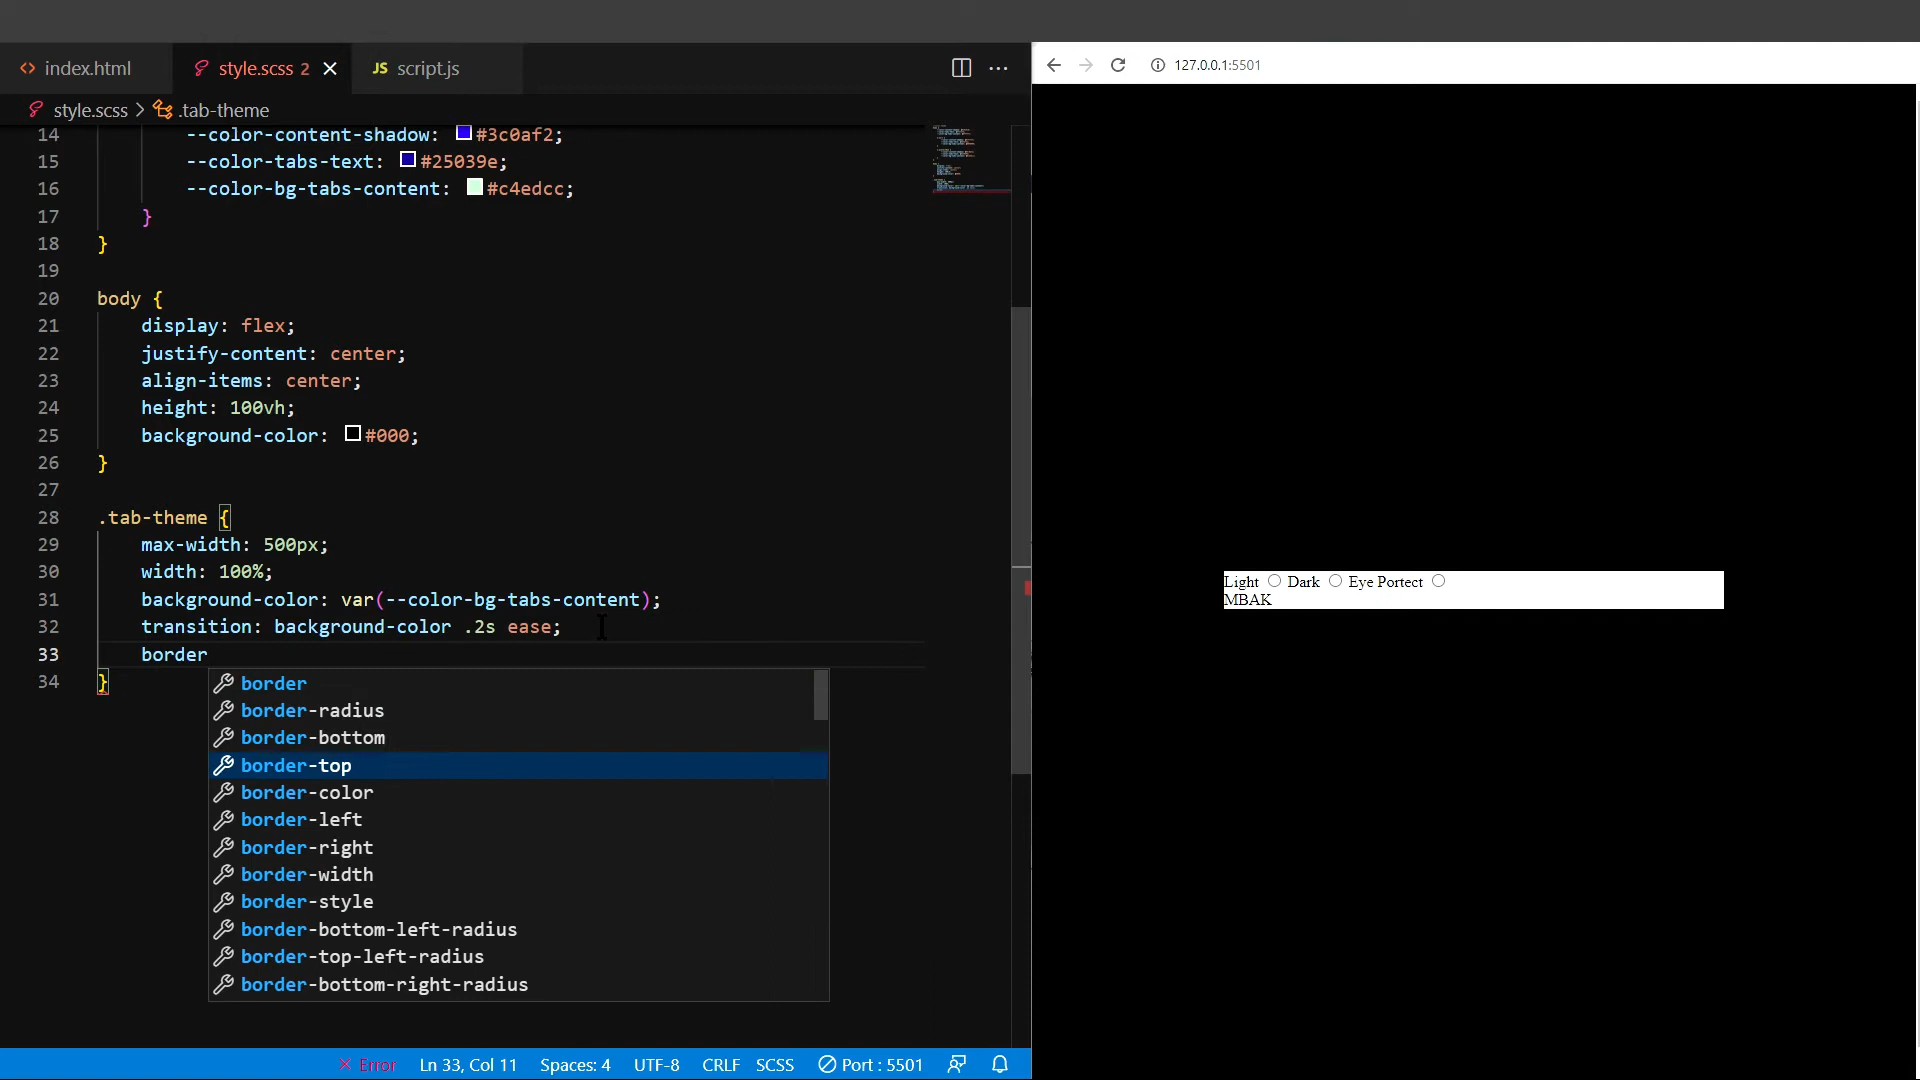 index.html
style.scss 2
script.js
127.0.0.1:5501
style.scss > .tab-theme
14 --color-content-shadow: #3c0af2;
15 --color-tabs-text: #25039e;
16 --color-bg-tabs-content: #c4edcc;
17 }
18 }
19
20 body {
21 display: flex;
22 justify-content: center;
23 align-items: center;
24 height: 100vh;
25 background-color: #000;
26 }
27
28 .tab-theme {
29 max-width: 500px;
30 width: 100%;
31 background-color: var(--color-bg-tabs-content);
32 transition: background-color .2s ease;
33 border
34 }
border
border-radius
border-bottom
border-top
border-color
border-left
border-right
border-width
border-style
border-bottom-left-radius
border-top-left-radius
border-bottom-right-radius
Light Dark Eye Portect
MBAK
Error Ln 33, Col 11 Spaces: 4 UTF-8 CRLF SCSS Port : 5501